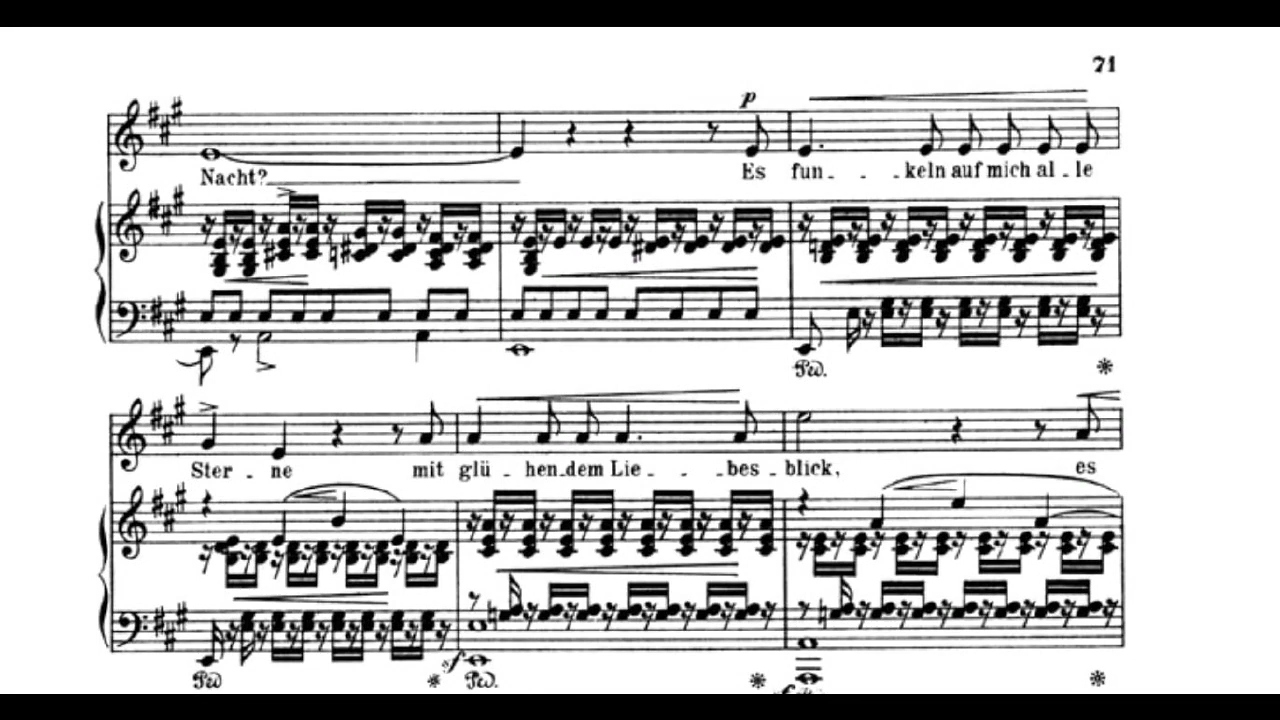 71
p
Nacht? Es fun - - - keln auf mich al - le
Ped.
Ster - ne mit glü - hen - dem Lie - - - bes - blick, es
sf
Ped Ped.